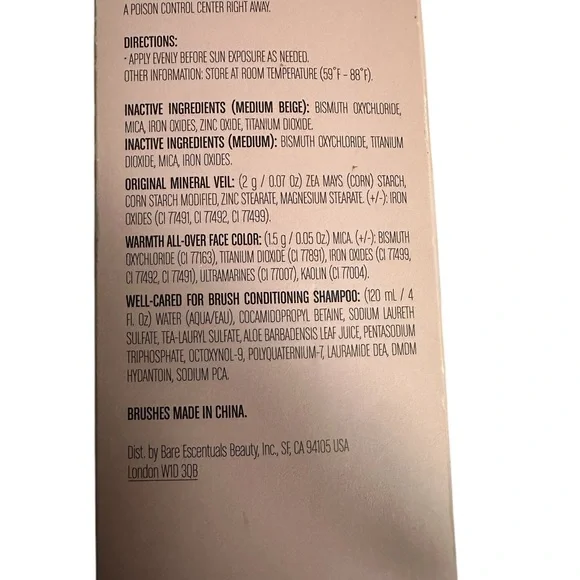 A POISON CONTROL CENTER RIGHT AWAY.
DIRECTIONS:
• APPLY EVENLY BEFORE SUN EXPOSURE AS NEEDED.
OTHER INFORMATION: STORE AT ROOM TEMPERATURE (59°F – 88°F).
INACTIVE INGREDIENTS (MEDIUM BEIGE): BISMUTH OXYCHLORIDE,
MICA, IRON OXIDES, ZINC OXIDE, TITANIUM DIOXIDE.
INACTIVE INGREDIENTS (MEDIUM): BISMUTH OXYCHLORIDE, TITANIUM
DIOXIDE, MICA, IRON OXIDES.
ORIGINAL MINERAL VEIL: (2 g / 0.07 Oz) ZEA MAYS (CORN) STARCH,
CORN STARCH MODIFIED, ZINC STEARATE, MAGNESIUM STEARATE. (+/-): IRON
OXIDES (CI 77491, CI 77492, CI 77499).
WARMTH ALL-OVER FACE COLOR: (1.5 g / 0.05 Oz) MICA. (+/-): BISMUTH
OXYCHLORIDE (CI 77163), TITANIUM DIOXIDE (CI 77891), IRON OXIDES (CI 77499,
CI 77492, CI 77491), ULTRAMARINES (CI 77007), KAOLIN (CI 77004).
WELL-CARED FOR BRUSH CONDITIONING SHAMPOO: (120 mL / 4
fl. Oz) WATER (AQUA/EAU), COCAMIDOPROPYL BETAINE, SODIUM LAURETH
SULFATE, TEA-LAURYL SULFATE, ALOE BARBADENSIS LEAF JUICE, PENTASODIUM
TRIPHOSPHATE, OCTOXYNOL-9, POLYQUATERNIUM-7, LAURAMIDE DEA, DMDM
HYDANTOIN, SODIUM PCA.
BRUSHES MADE IN CHINA.
Dist. by Bare Escentuals Beauty, Inc., SF, CA 94105 USA
London W1D 3QB